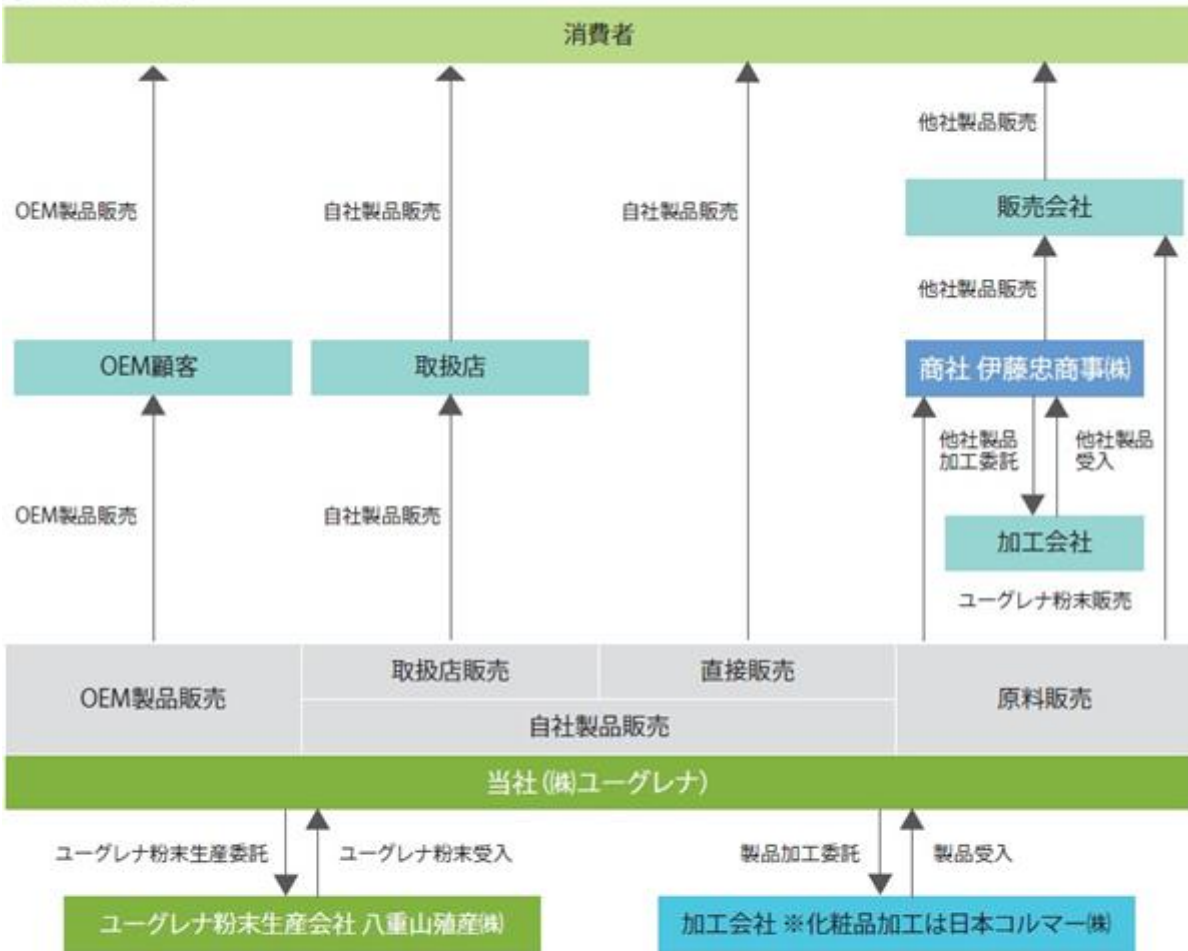 消費者
他社製品販売
販売会社
OEM製品販売
自社製品販売
自社製品販売
他社製品販売
OEM顧客
取扱店
商社 伊藤忠商事㈱
他社製品
加工委託
他社製品
受入
OEM製品販売
自社製品販売
加工会社
ユーグレナ粉末販売
OEM製品販売
取扱店販売
直接販売
原料販売
自社製品販売
当社（㈱ユーグレナ）
ユーグレナ粉末生産委託
ユーグレナ粉末受入
製品加工委託
製品受入
ユーグレナ粉末生産会社 八重山殖産㈱
加工会社 ※化粧品加工は日本コルマー㈱